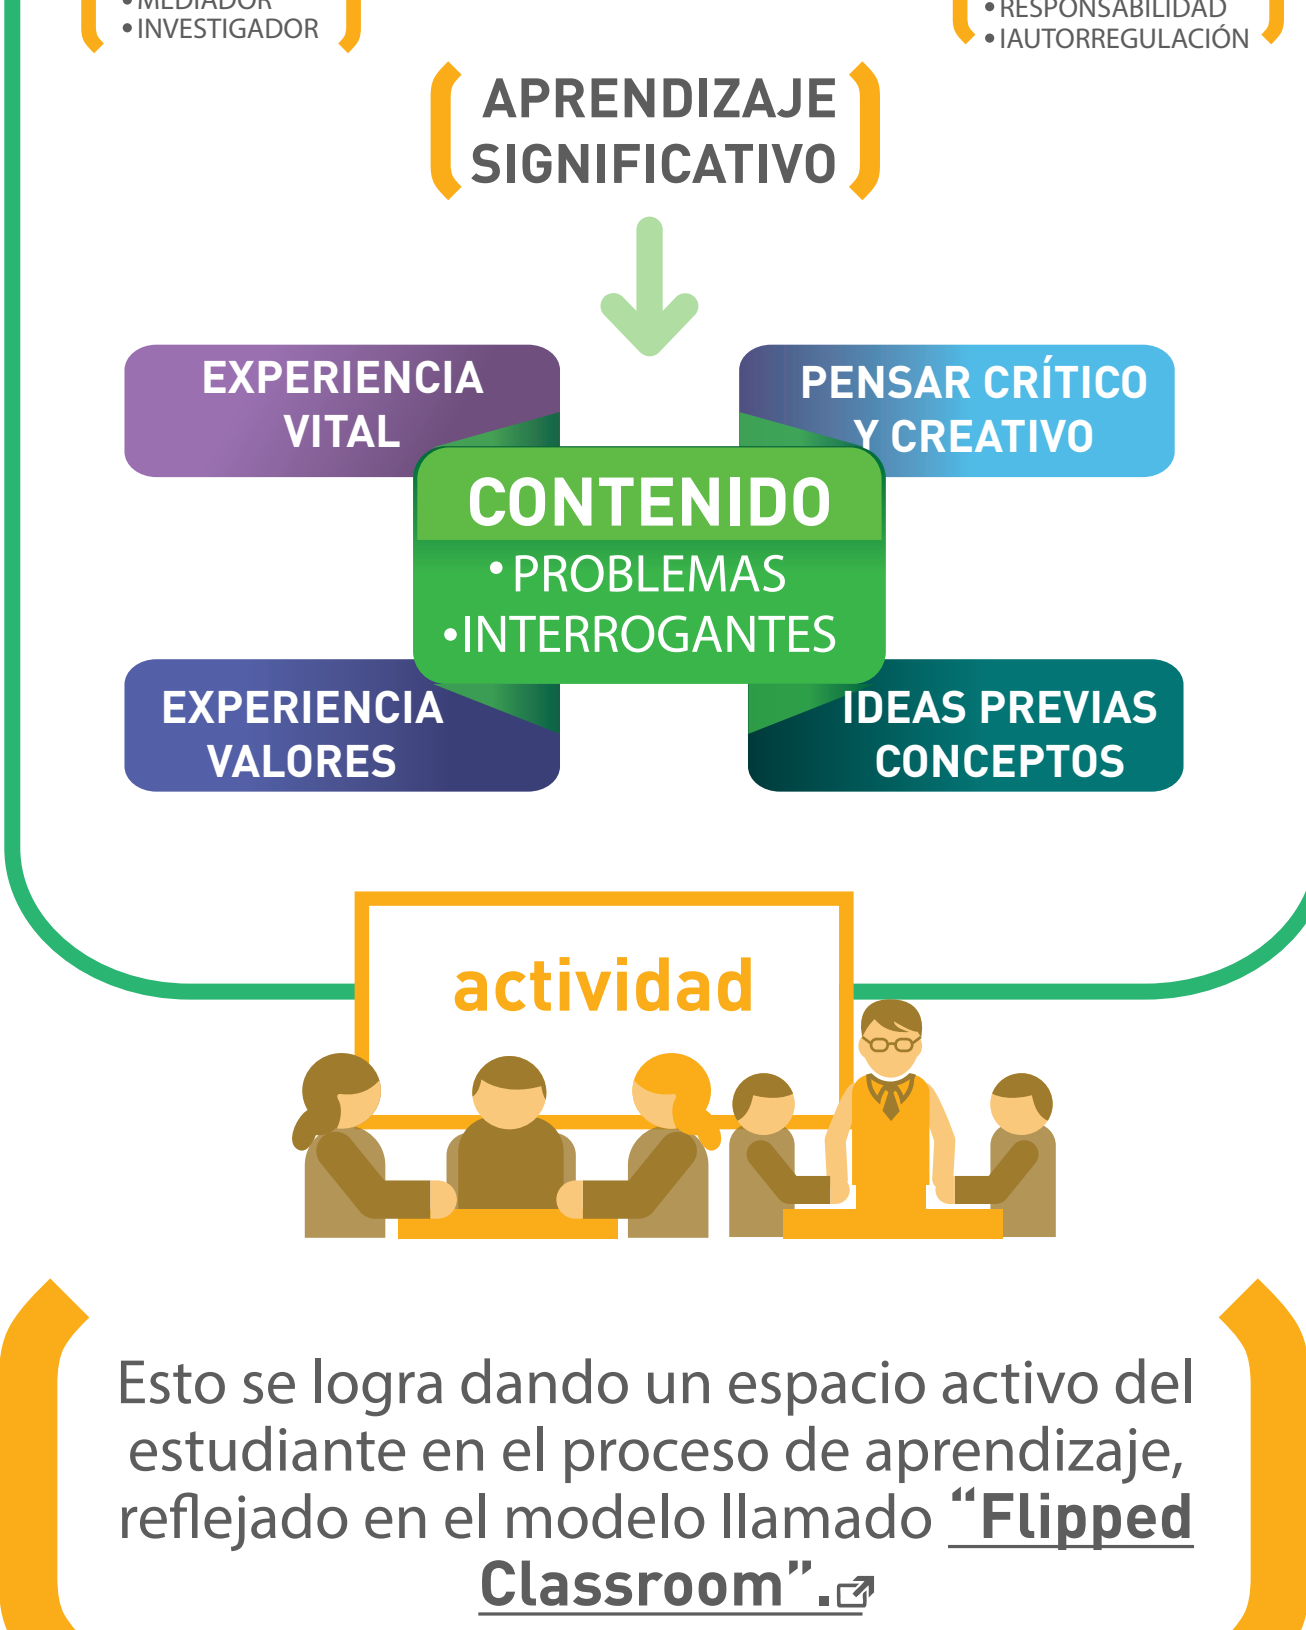 • MEDIADOR
• INVESTIGADOR
• RESPONSABILIDAD
• IAUTORREGULACIÓN
APRENDIZAJE
SIGNIFICATIVO
EXPERIENCIA
VITAL
PENSAR CRÍTICO
Y CREATIVO
CONTENIDO
• PROBLEMAS
•INTERROGANTES
EXPERIENCIA
VALORES
IDEAS PREVIAS
CONCEPTOS
actividad
Esto se logra dando un espacio activo del
estudiante en el proceso de aprendizaje,
reflejado en el modelo llamado “Flipped
Classroom”.